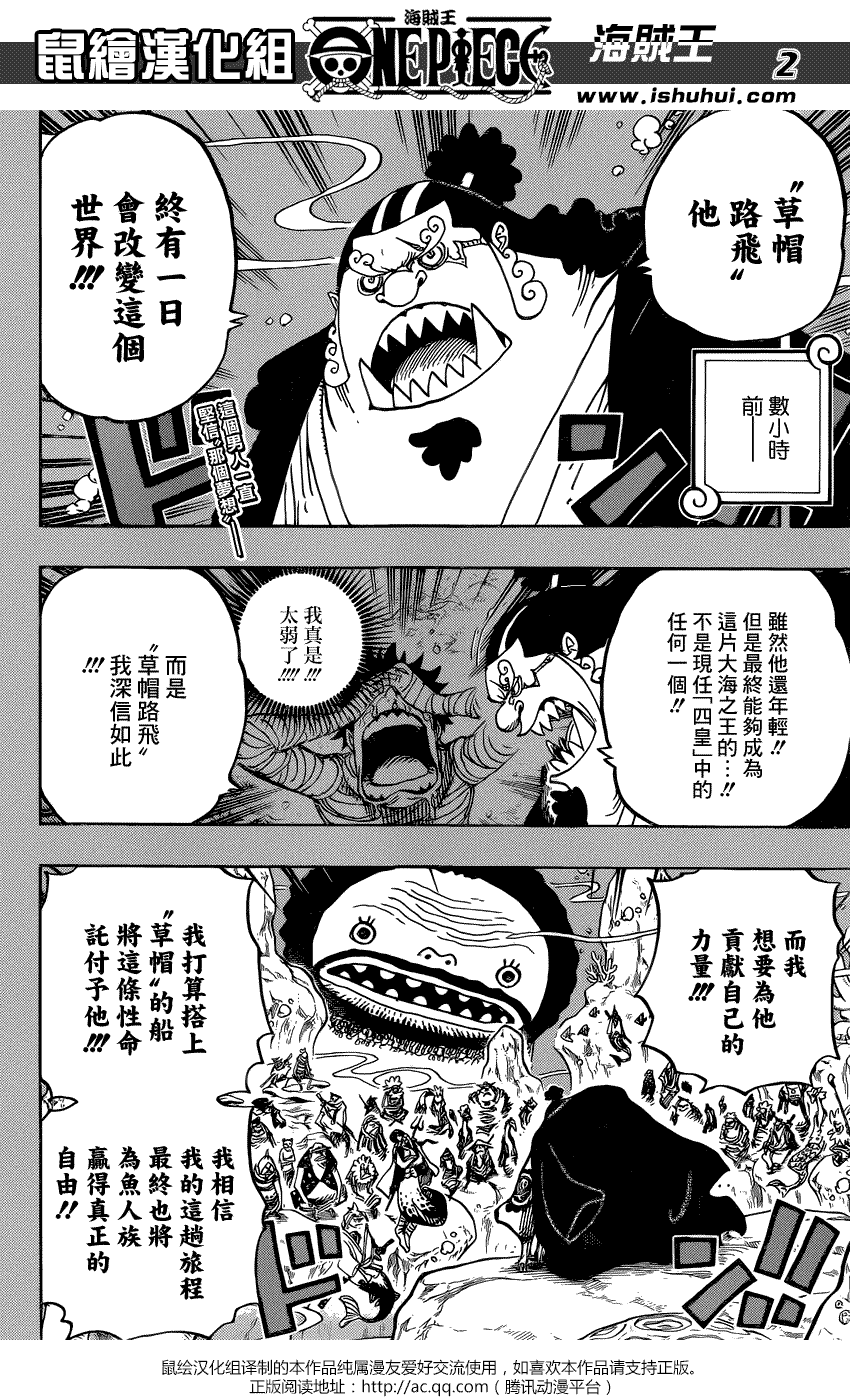 鼠繪漢化組
海賊王
ONE PIECE
海賊王
2
www.ishuhui.com
〝草帽
路飛〞
他
終有一日
會改變這個
世界!!!
數小時
前——
這個男人一直
堅信〝那個夢想〞——
ドン
雖然他還年輕!!
但是最終能夠成為
這片大海之王的…!!
不是現任「四皇」中的
任何一個!!
我真是!!!
太弱了!!!!
而是
〝草帽路飛〞
我深信如此
!!!
而我
想要為他
貢獻自己的
力量!!!
我打算搭上
〝草帽〞的船
將這條性命
託付予他!!!
我相信
我的這趟旅程
最終也將
為魚人族
贏得真正的
自由!!
ドン!!
鼠绘汉化组译制的本作品纯属漫友爱好交流使用，如喜欢本作品请支持正版。
正版阅读地址：http://ac.qq.com（腾讯动漫平台）